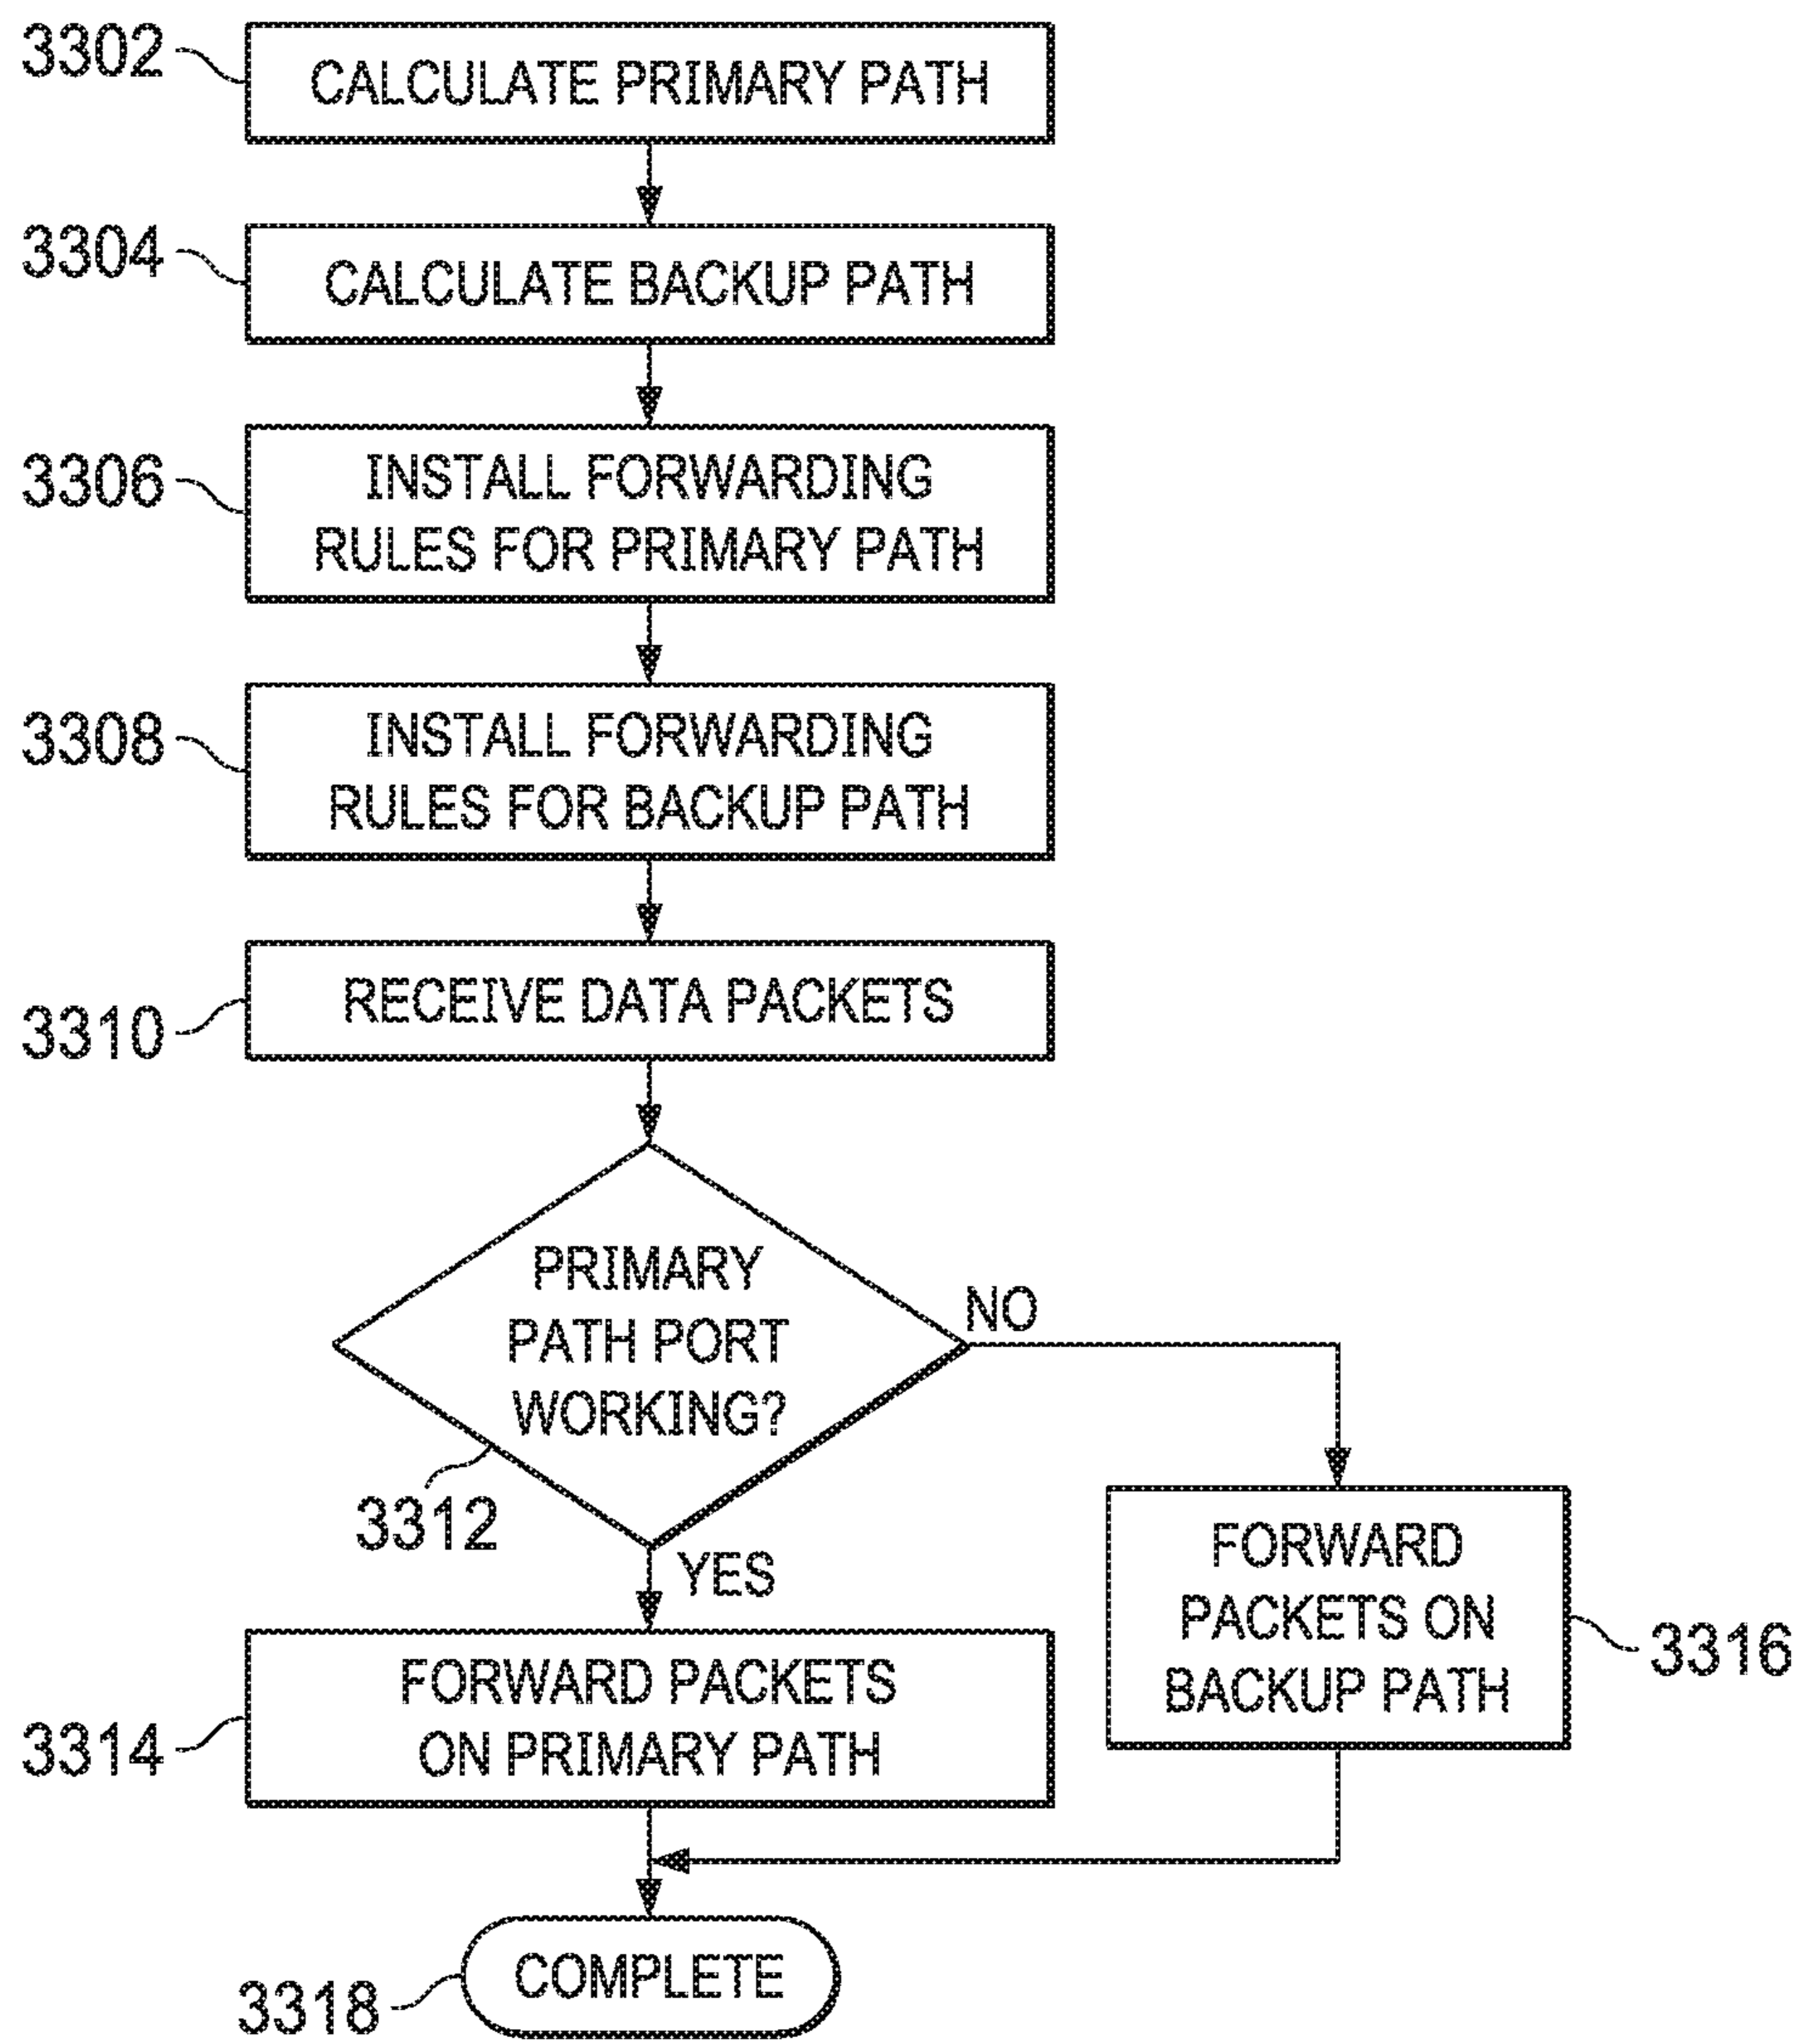 3302
CALCULATE PRIMARY PATH
3304
CALCULATE BACKUP PATH
3306
INSTALL FORWARDING
RULES FOR PRIMARY PATH
3308
INSTALL FORWARDING
RULES FOR BACKUP PATH
3310
RECEIVE DATA PACKETS
PRIMARY
PATH PORT
WORKING?
NO
3312
YES
FORWARD
PACKETS ON
BACKUP PATH
3316
3314
FORWARD PACKETS
ON PRIMARY PATH
COMPLETE
3318